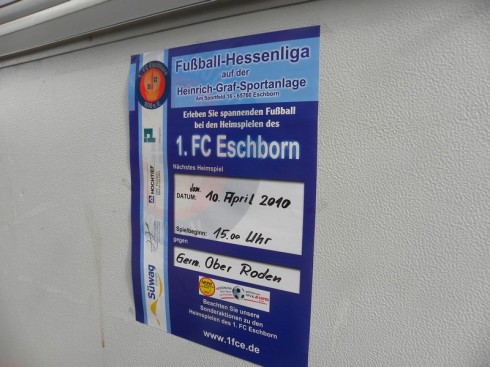 Fußball-Hessenliga
auf der
Heinrich-Graf-Sportanlage
Am Sportfeld 16 - 65760 Eschborn
Erleben Sie spannenden Fußball
bei den Heimspielen des
1. FC Eschborn
Nächstes Heimspiel
DATUM: Sam. 10. April 2010
Spielbeginn: 15.00 Uhr
gegen
Germ. Ober Roden
Beachten Sie unsere
Sonderaktionen zu den
Heimspielen des 1. FC Eschborn
www.1fce.de
HOCHTIEF
Süwag